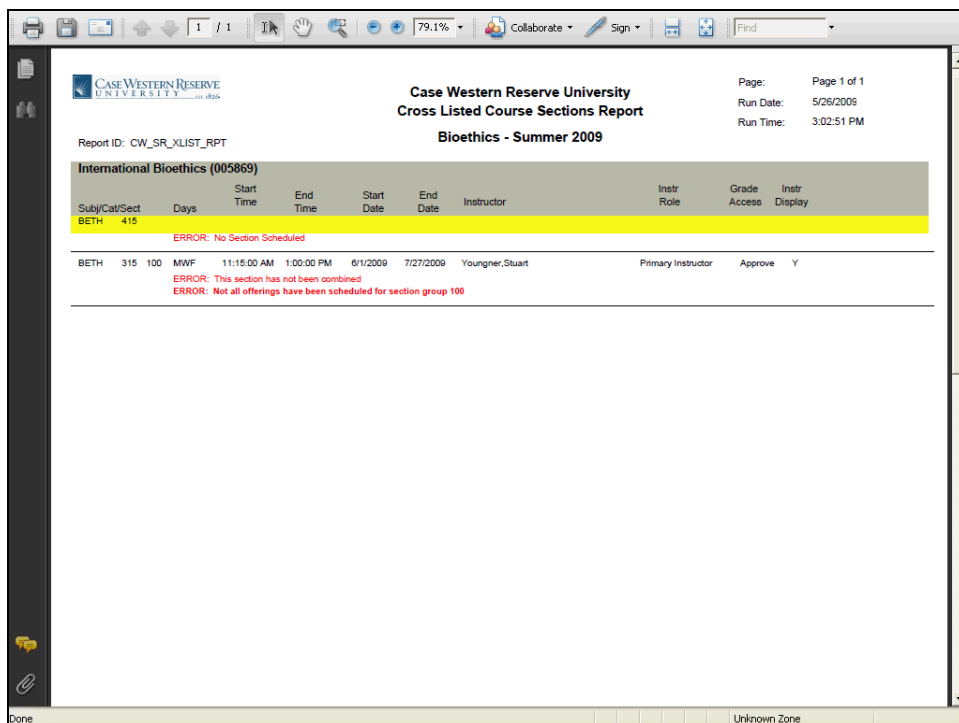 1 / 1 79.1% Collaborate Sign Find
CASE WESTERN RESERVE
UNIVERSITY EST. 1826
Case Western Reserve University
Cross Listed Course Sections Report
Bioethics - Summer 2009
Page: Page 1 of 1
Run Date: 5/26/2009
Run Time: 3:02:51 PM
Report ID: CW_SR_XLIST_RPT
International Bioethics (005869)
Subj/Cat/Sect Days Start Time End Time Start Date End Date Instructor Instr Role Grade Access Instr Display
BETH 415
ERROR: No Section Scheduled
BETH 315 100 MWF 11:15:00 AM 1:00:00 PM 6/1/2009 7/27/2009 Youngner,Stuart Primary Instructor Approve Y
ERROR: This section has not been combined
ERROR: Not all offerings have been scheduled for section group 100
Done Unknown Zone